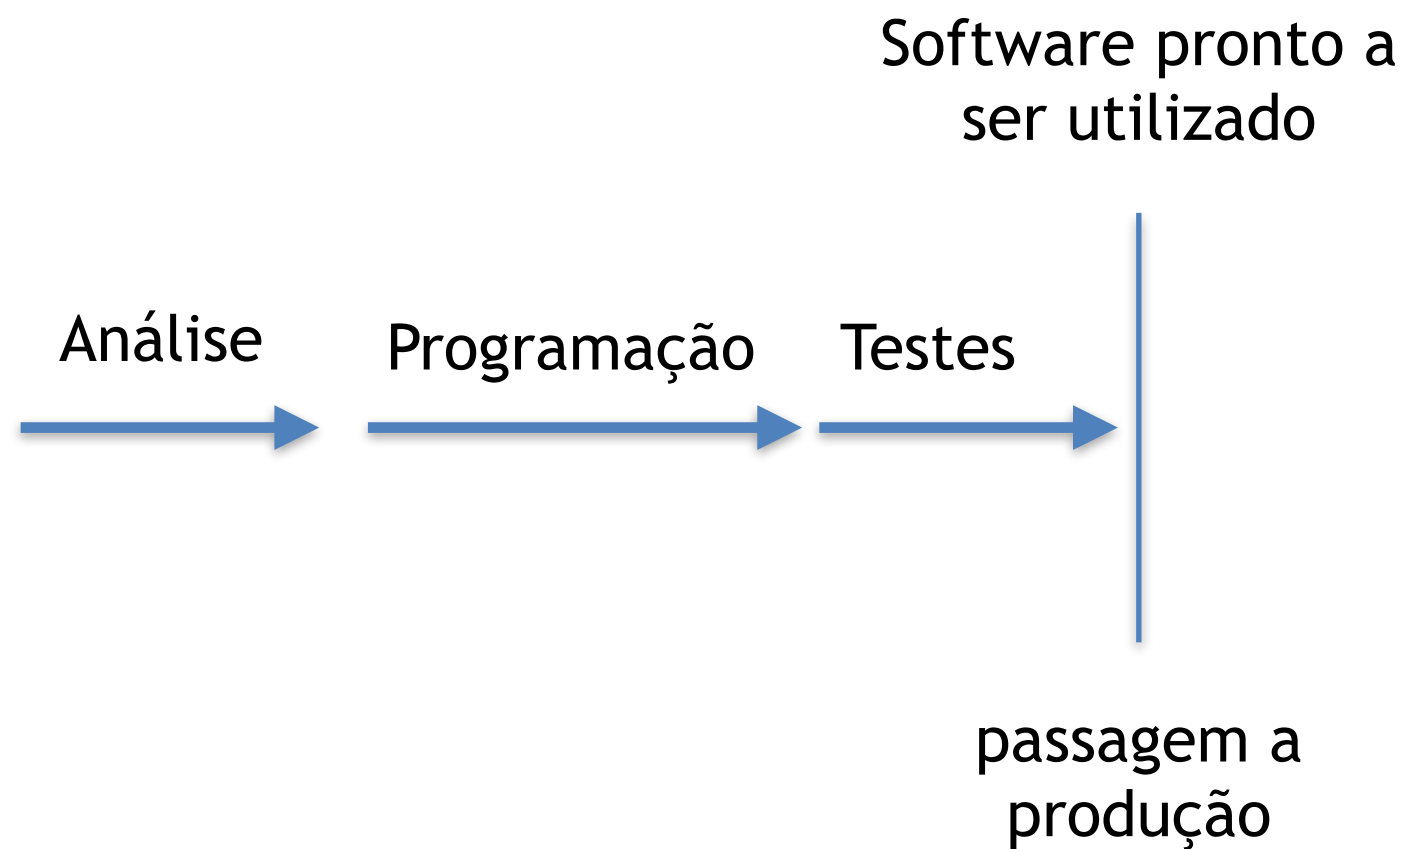 Software pronto a
ser utilizado
Análise
Programação
Testes
passagem a
produção